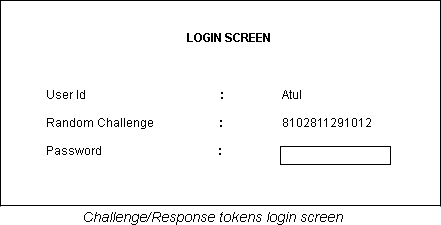 LOGIN SCREEN
User Id : Atul
Random Challenge : 8102811291012
Password :
Challenge/Response tokens login screen